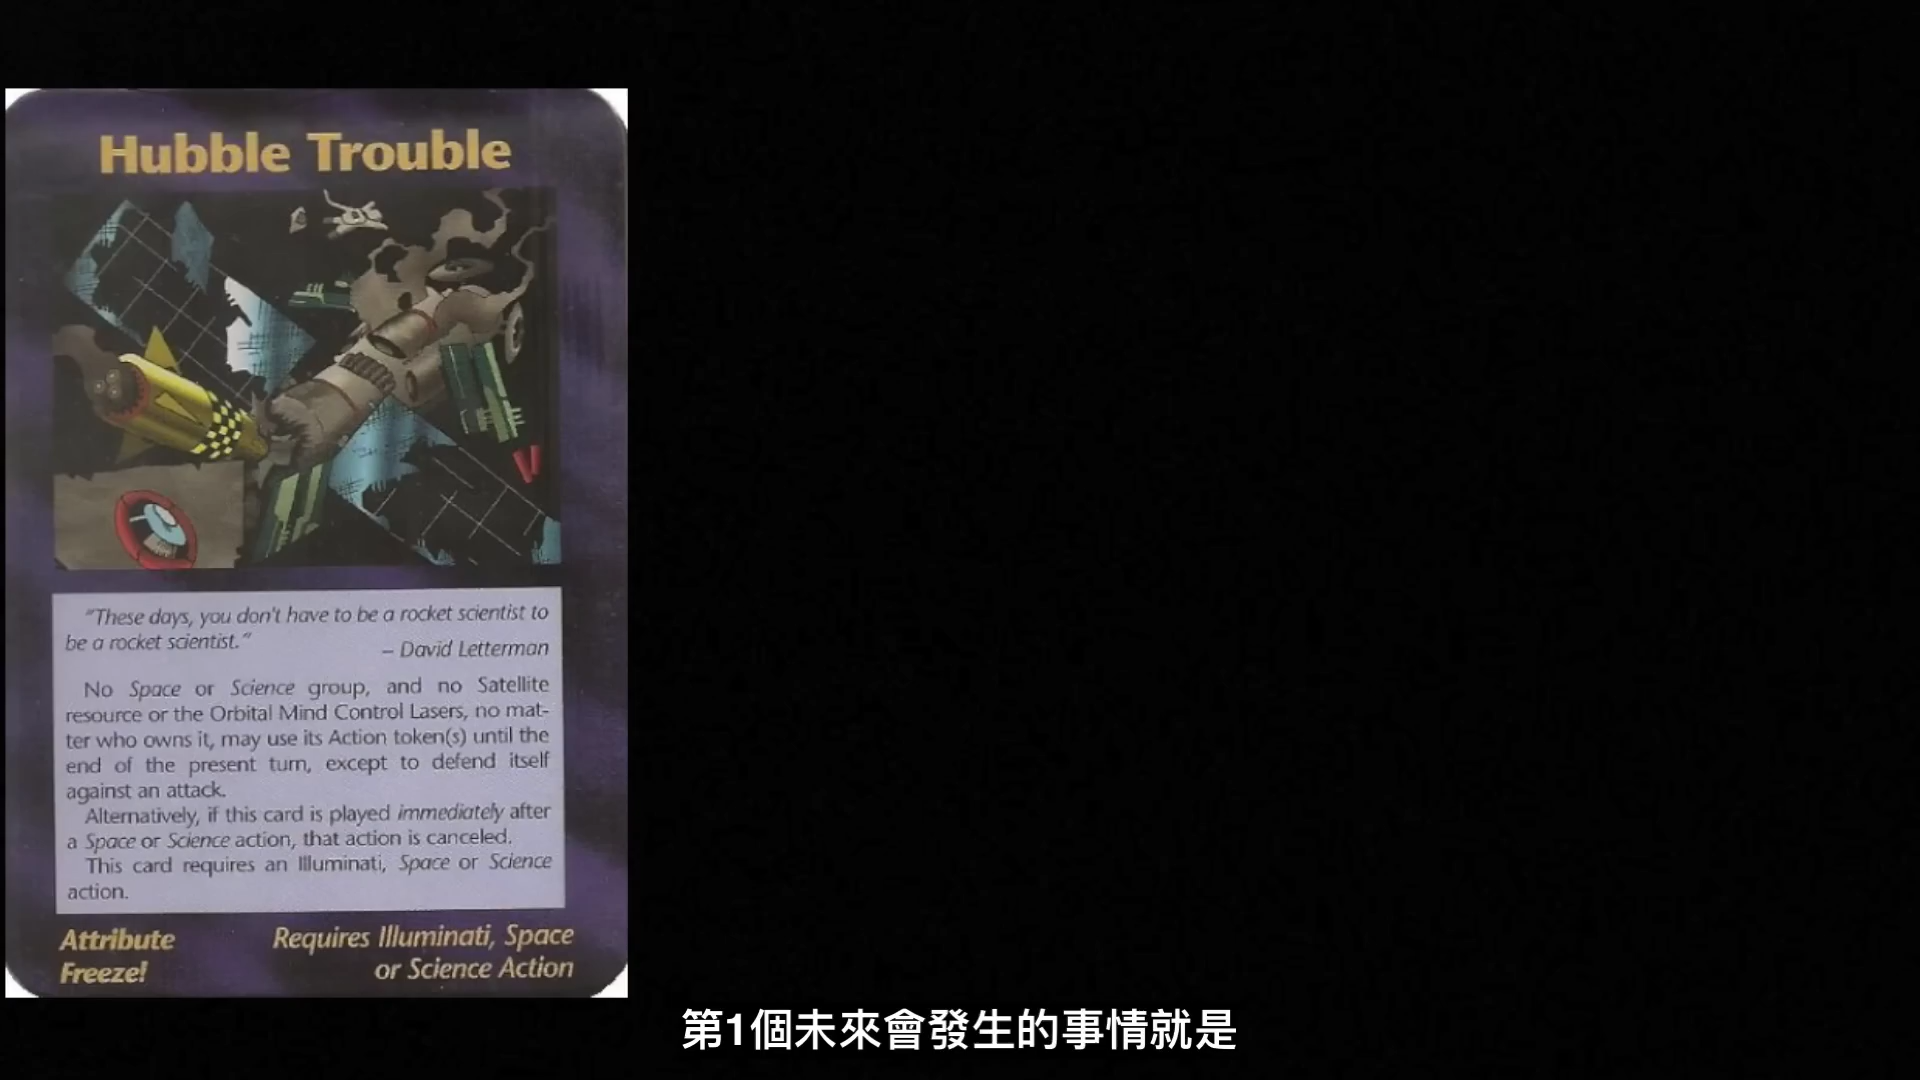 Hubble Trouble
"These days, you don't have to be a rocket scientist to
be a rocket scientist."
– David Letterman
No Space or Science group, and no Satellite
resource or the Orbital Mind Control Lasers, no mat-
ter who owns it, may use its Action token(s) until the
end of the present turn, except to defend itself
against an attack.
Alternatively, if this card is played immediately after
a Space or Science action, that action is canceled.
This card requires an Illuminati, Space or Science
action.
Attribute
Freeze!
Requires Illuminati, Space
or Science Action
第1個未來會發生的事情就是